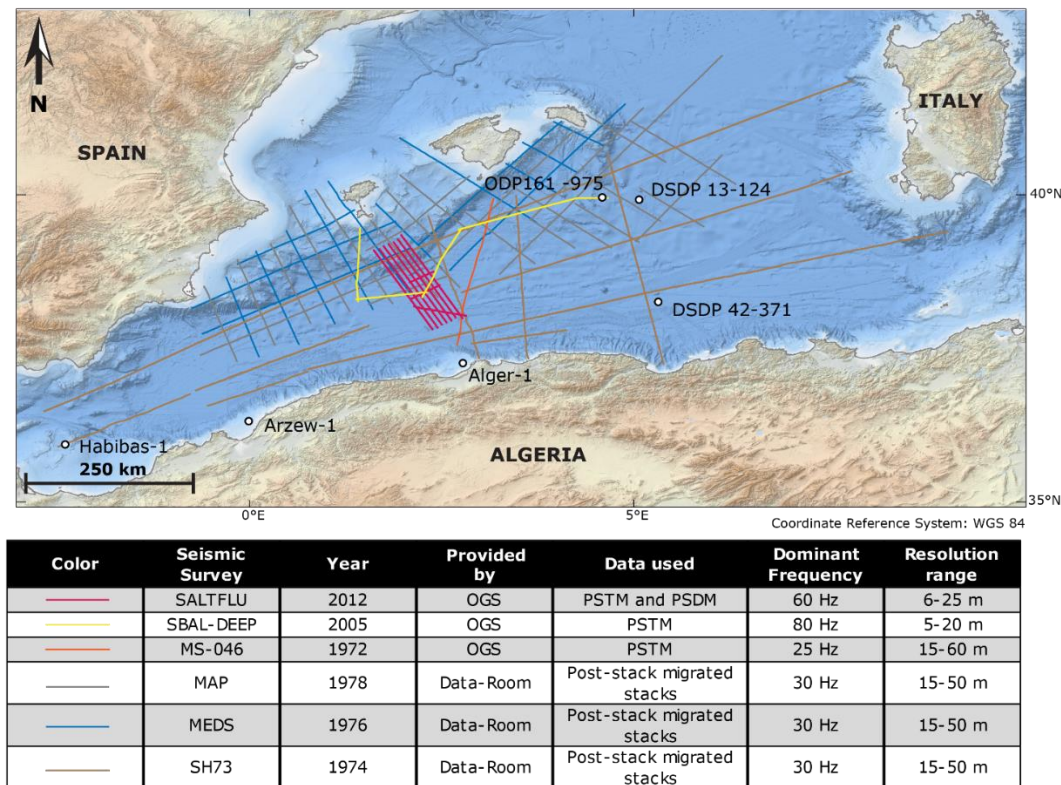 N
SPAIN
ITALY
ODP161 -975
DSDP 13-124
40°N
DSDP 42-371
Alger-1
Arzew-1
Habibas-1
250 km
ALGERIA
35°N
0°E 5°E
Coordinate Reference System: WGS 84
Color Seismic Survey Year Provided by Data used Dominant Frequency Resolution range
SALTFLU 2012 OGS PSTM and PSDM 60 Hz 6-25 m
SBAL-DEEP 2005 OGS PSTM 80 Hz 5-20 m
MS-046 1972 OGS PSTM 25 Hz 15-60 m
MAP 1978 Data-Room Post-stack migrated stacks 30 Hz 15-50 m
MEDS 1976 Data-Room Post-stack migrated stacks 30 Hz 15-50 m
SH73 1974 Data-Room Post-stack migrated stacks 30 Hz 15-50 m